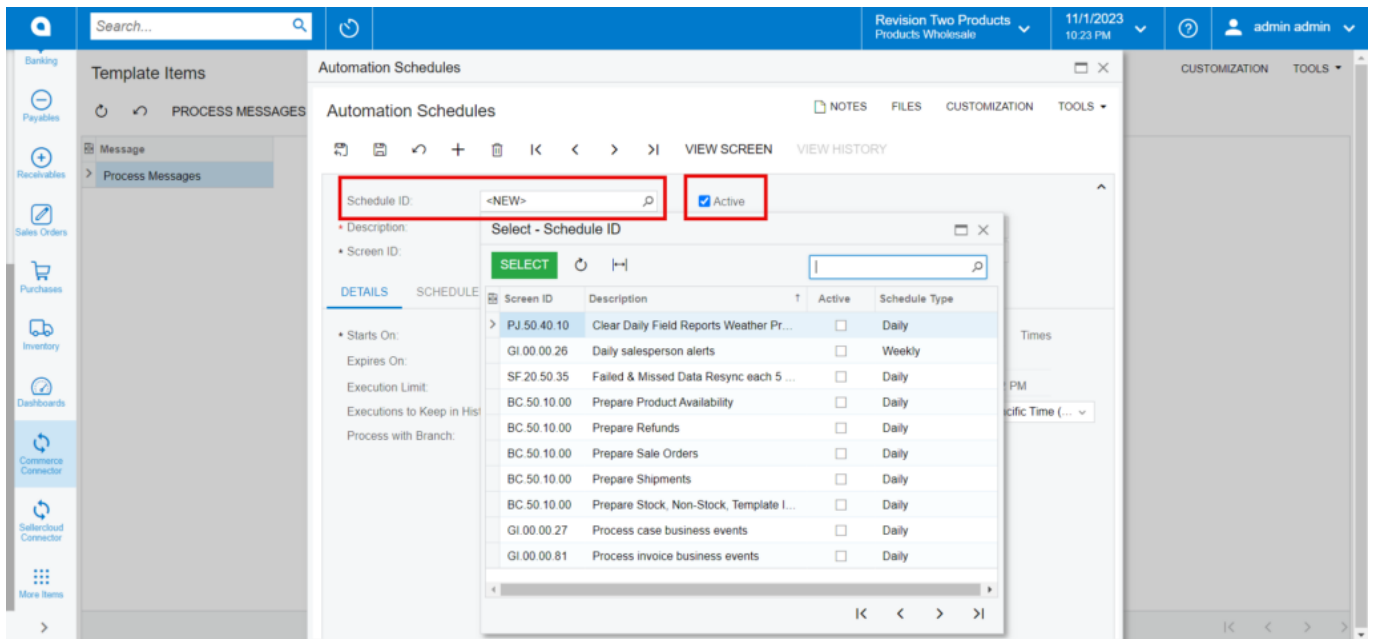 Search...
Revision Two Products
Products Wholesale
11/1/2023
10:23 PM
admin admin
Banking
Payables
Receivables
Sales Orders
Purchases
Inventory
Dashboards
Commerce
Connector
Sellercloud
Connector
More Items
Template Items
CUSTOMIZATION TOOLS
PROCESS MESSAGES
Message
Process Messages
Automation Schedules
Automation Schedules
NOTES FILES CUSTOMIZATION TOOLS
VIEW SCREEN VIEW HISTORY
Schedule ID: <NEW> Active
Description:
Screen ID:
DETAILS SCHEDULE
Starts On:
Expires On:
Execution Limit:
Executions to Keep in Hist
Process with Branch:
Times
PM
cific Time (...
Select - Schedule ID
SELECT
Screen ID Description Active Schedule Type
PJ.50.40.10 Clear Daily Field Reports Weather Pr... Daily
GI.00.00.26 Daily salesperson alerts Weekly
SF.20.50.35 Failed & Missed Data Resync each 5 ... Daily
BC.50.10.00 Prepare Product Availability Daily
BC.50.10.00 Prepare Refunds Daily
BC.50.10.00 Prepare Sale Orders Daily
BC.50.10.00 Prepare Shipments Daily
BC.50.10.00 Prepare Stock, Non-Stock, Template I... Daily
GI.00.00.27 Process case business events Daily
GI.00.00.81 Process invoice business events Daily